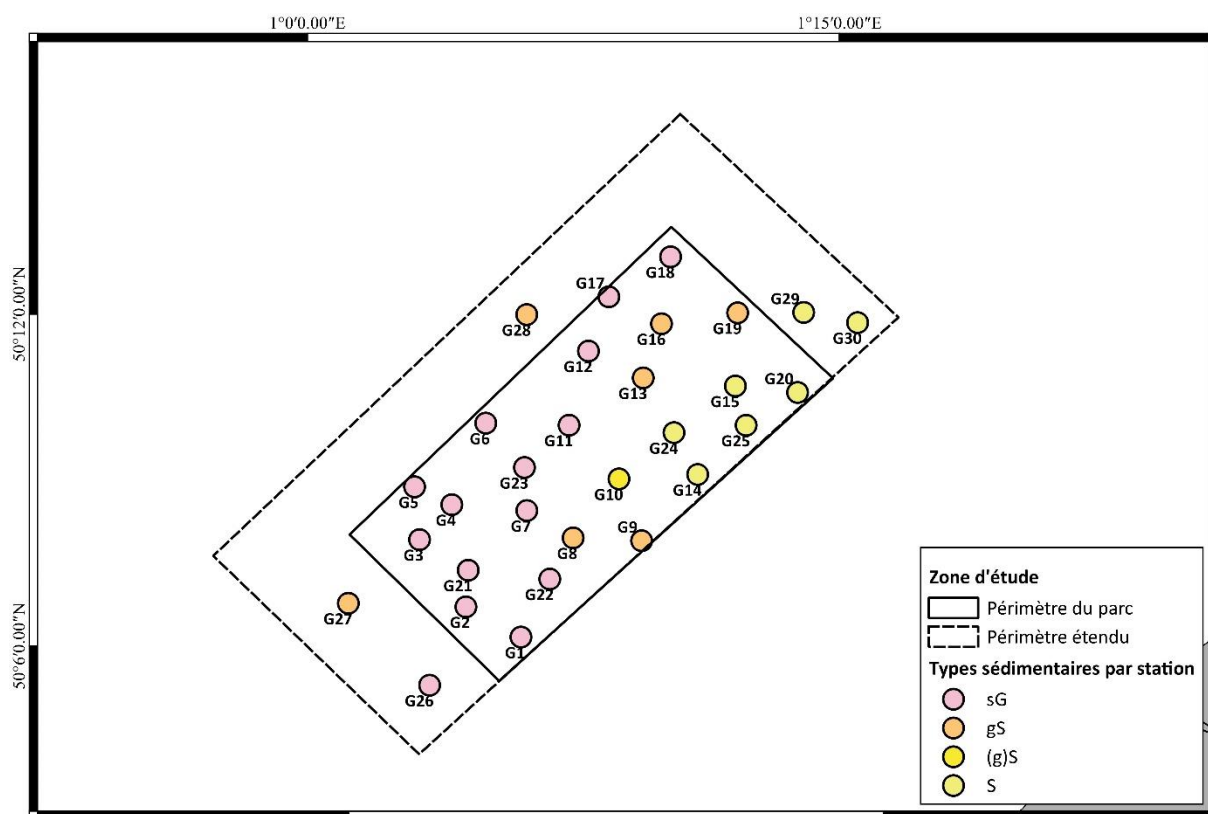 1°0'0.00"E
1°15'0.00"E
50°12'0.00"N
50°6'0.00"N
G18
G17
G29
G28
G16
G19
G30
G12
G13
G15
G20
G6
G11
G24
G25
G23
G10
G14
G5
G4
G7
G3
G8
G9
G21
G22
G27
G2
G1
G26
Zone d'étude
Périmètre du parc
Périmètre étendu
Types sédimentaires par station
sG
gS
(g)S
S